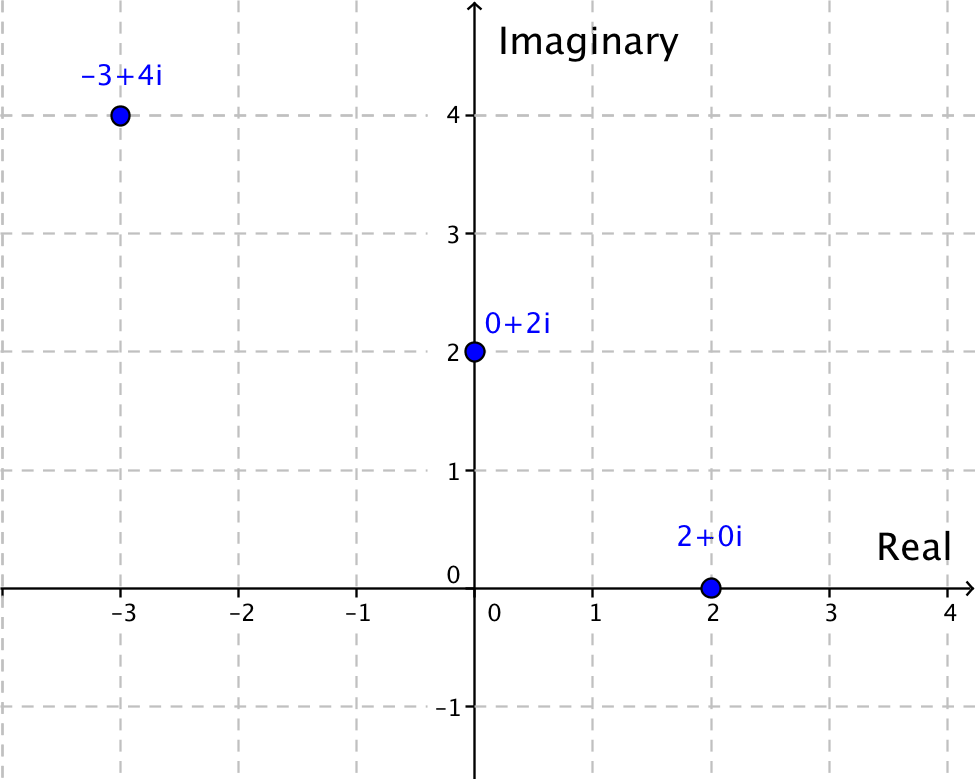 Imaginary
–3+4i
4
3
0+2i
2
1
2+0i
Real
0
–3 –2 –1 0 1 2 3 4
–1